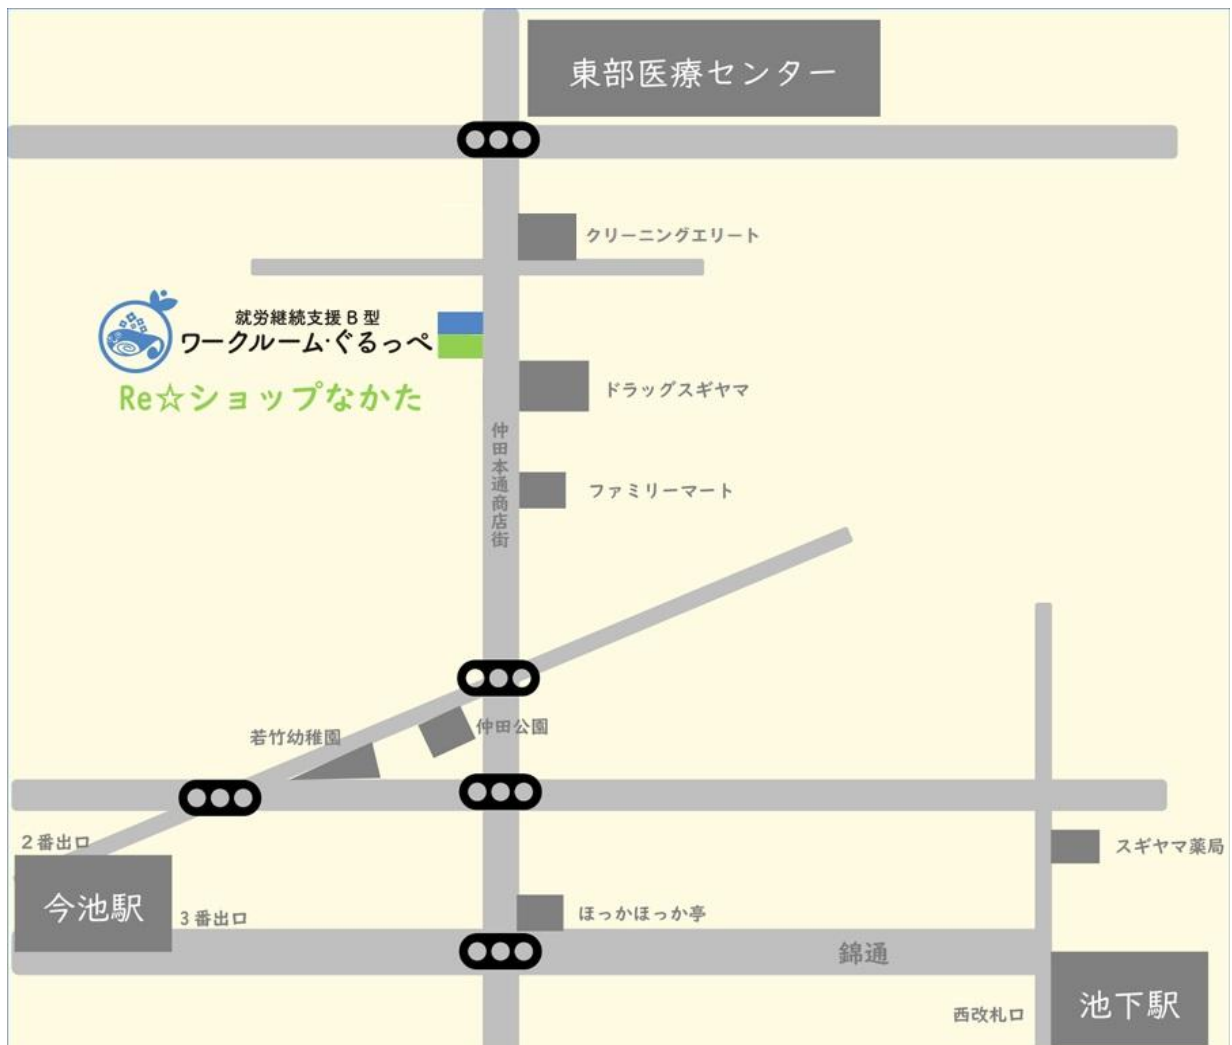 東部医療センター
クリーニングエリート
就労継続支援B型
ワークルーム・ぐるっぺ
Re☆ショップなかた
ドラッグスギヤマ
仲田本通商店街
ファミリーマート
仲田公園
若竹幼稚園
2番出口
スギヤマ薬局
今池駅
3番出口
ほっかほっか亭
錦通
池下駅
西改札口